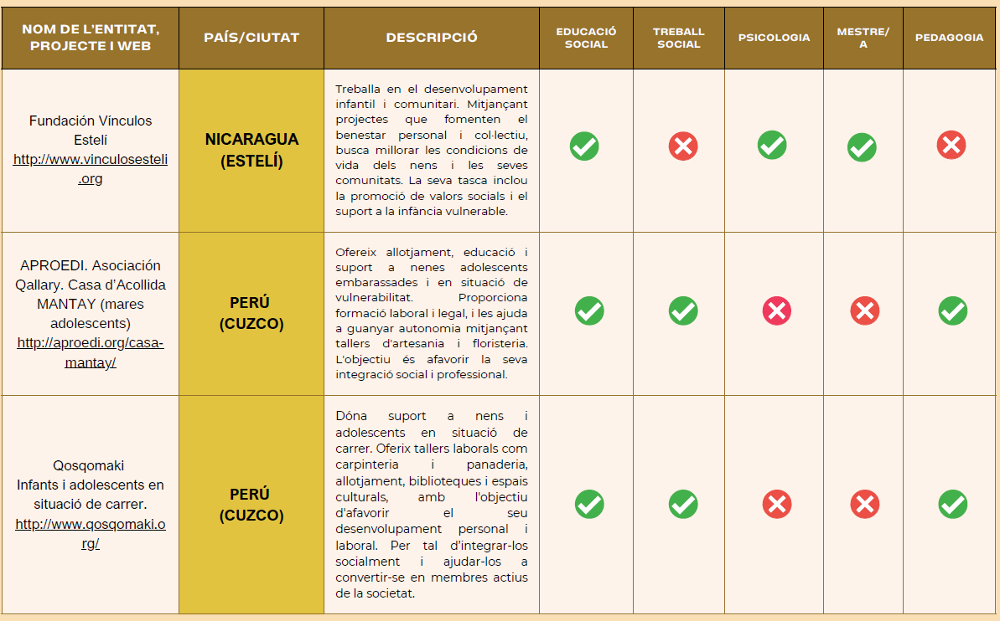 NOM DE L'ENTITAT,
PROJECTE I WEB
PAÍS/CIUTAT
DESCRIPCIÓ
EDUCACIÓ
SOCIAL
TREBALL
SOCIAL
PSICOLOGIA
MESTRE/
A
PEDAGOGIA
Fundación Vínculos
Estelí
http://www.vinculosesteli
.org
NICARAGUA
(ESTELÍ)
Treballa en el desenvolupament
infantil i comunitari. Mitjançant
projectes que fomenten el
benestar personal i col·lectiu,
busca millorar les condicions de
vida dels nens i les seves
comunitats. La seva tasca inclou
la promoció de valors socials i el
suport a la infància vulnerable.
APROEDI. Asociación
Qallary. Casa d'Acollida
MANTAY (mares
adolescents)
http://aproedi.org/casa-
mantay/
PERÚ
(CUZCO)
Ofereix allotjament, educació i
suport a nenes adolescents
embarassades i en situació de
vulnerabilitat. Proporciona
formació laboral i legal, i les ajuda
a guanyar autonomia mitjançant
tallers d'artesania i floristeria.
L'objectiu és afavorir la seva
integració social i professional.
Qosqomaki
Infants i adolescents en
situació de carrer.
http://www.qosqomaki.o
rg/
PERÚ
(CUZCO)
Dóna suport a nens i
adolescents en situació de
carrer. Oferix tallers laborals com
carpinteria i panaderia,
allotjament, biblioteques i espais
culturals, amb l'objectiu
d'afavorir el seu
desenvolupament personal i
laboral. Per tal d'integrar-los
socialment i ajudar-los a
convertir-se en membres actius
de la societat.